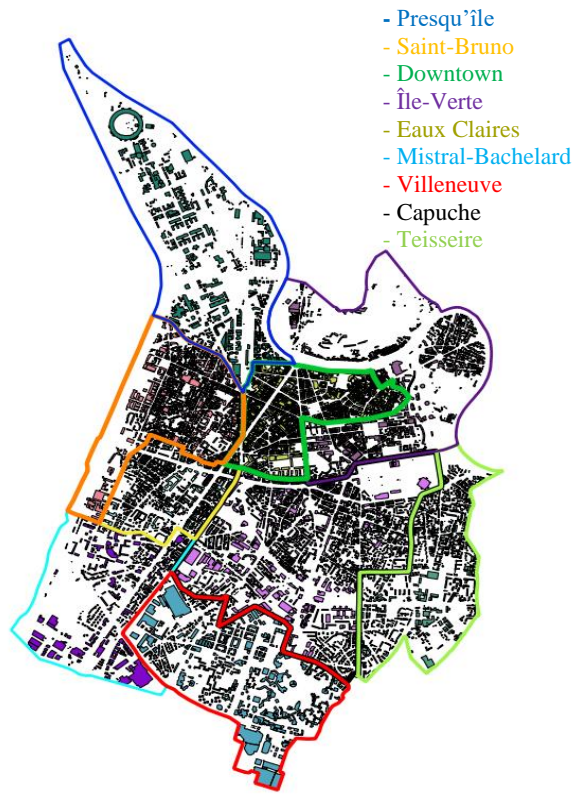 - Presqu’île
- Saint-Bruno
- Downtown
- Île-Verte
- Eaux Claires
- Mistral-Bachelard
- Villeneuve
- Capuche
- Teisseire